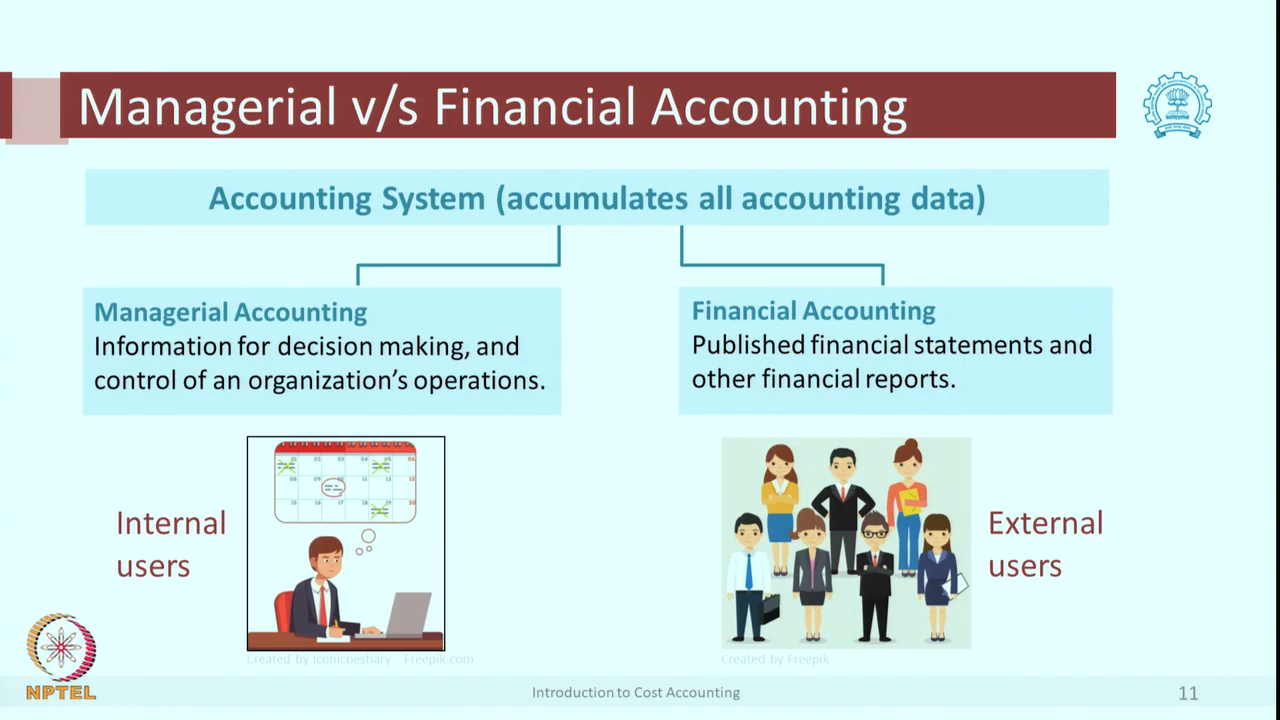 Managerial v/s Financial Accounting
Accounting System (accumulates all accounting data)
Managerial Accounting
Information for decision making, and
control of an organization's operations.
Financial Accounting
Published financial statements and
other financial reports.
Internal
users
External
users
Created by iconicbestiary - Freepik.com
Created by Freepik
NPTEL
Introduction to Cost Accounting
11